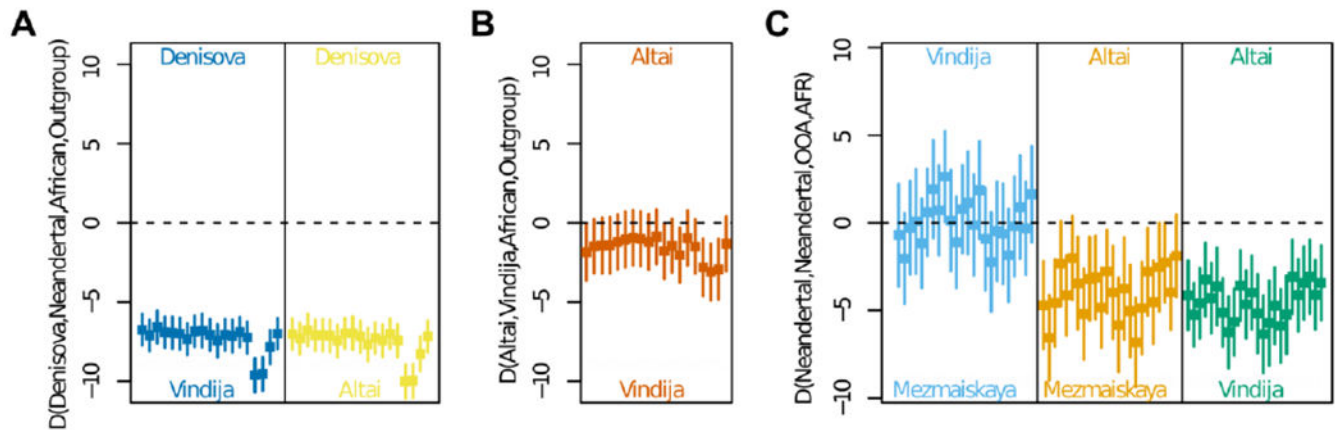 A
D(Denisova,Neandertal,African,Outgroup)
10
5
0
−5
−10
Denisova
Denisova
Vindija
Altai
B
D(Altai,Vindija,African,Outgroup)
10
5
0
−5
−10
Altai
Vindija
C
D(Neandertal,Neandertal,OOA,AFR)
10
5
0
−5
−10
Vindija
Altai
Altai
Mezmaiskaya
Mezmaiskaya
Vindija